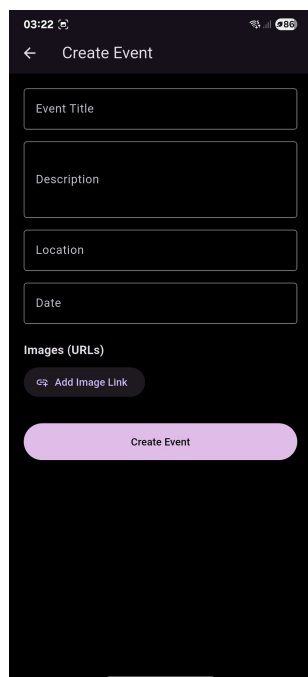 03:22
86
Create Event
Event Title
Description
Location
Date
Images (URLs)
Add Image Link
Create Event